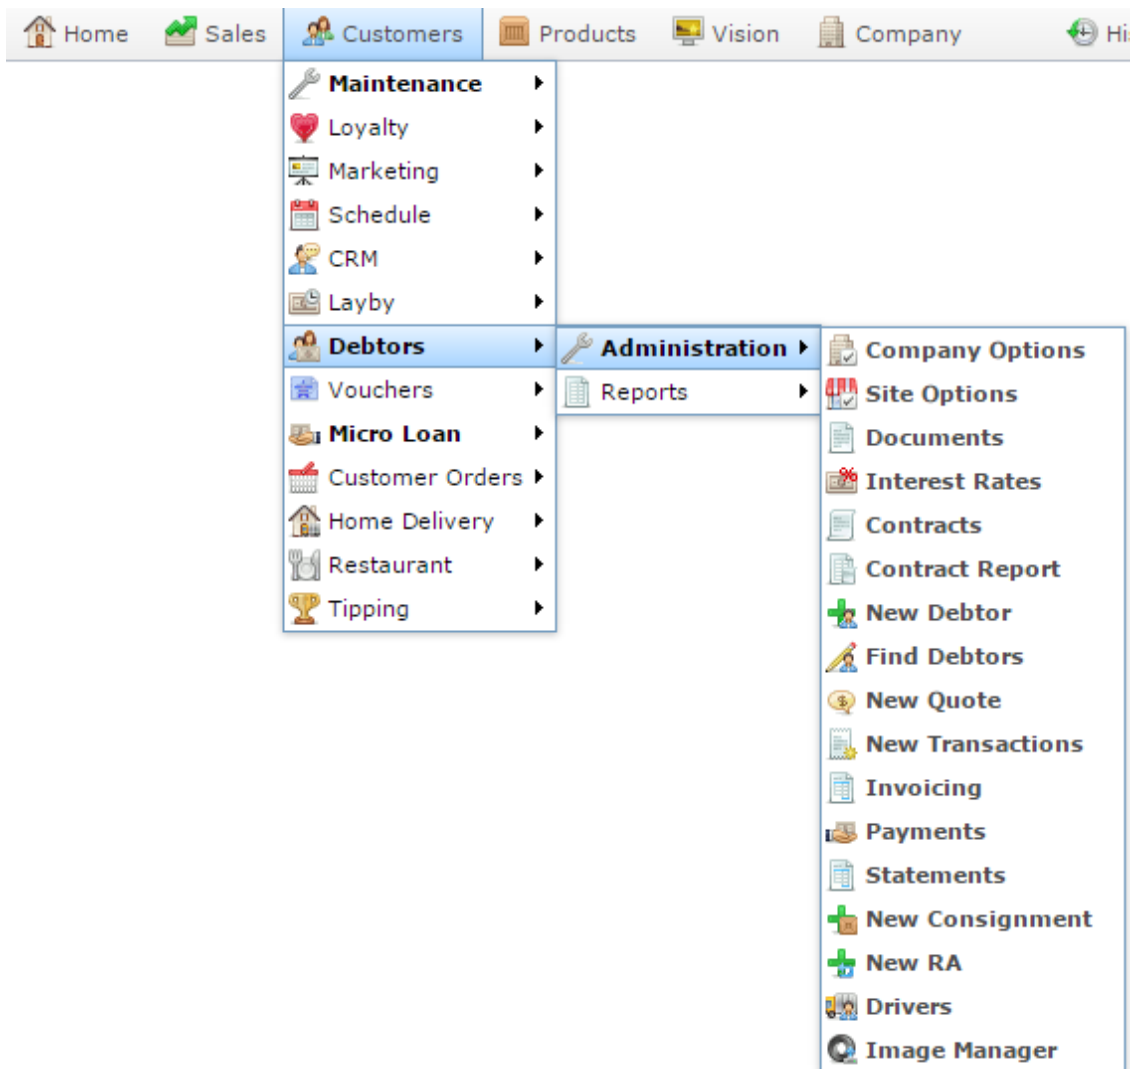 Home Sales Customers Products Vision Company
Maintenance
Loyalty
Marketing
Schedule
CRM
Layby
Debtors
Vouchers
Micro Loan
Customer Orders
Home Delivery
Restaurant
Tipping
Administration
Reports
Company Options
Site Options
Documents
Interest Rates
Contracts
Contract Report
New Debtor
Find Debtors
New Quote
New Transactions
Invoicing
Payments
Statements
New Consignment
New RA
Drivers
Image Manager